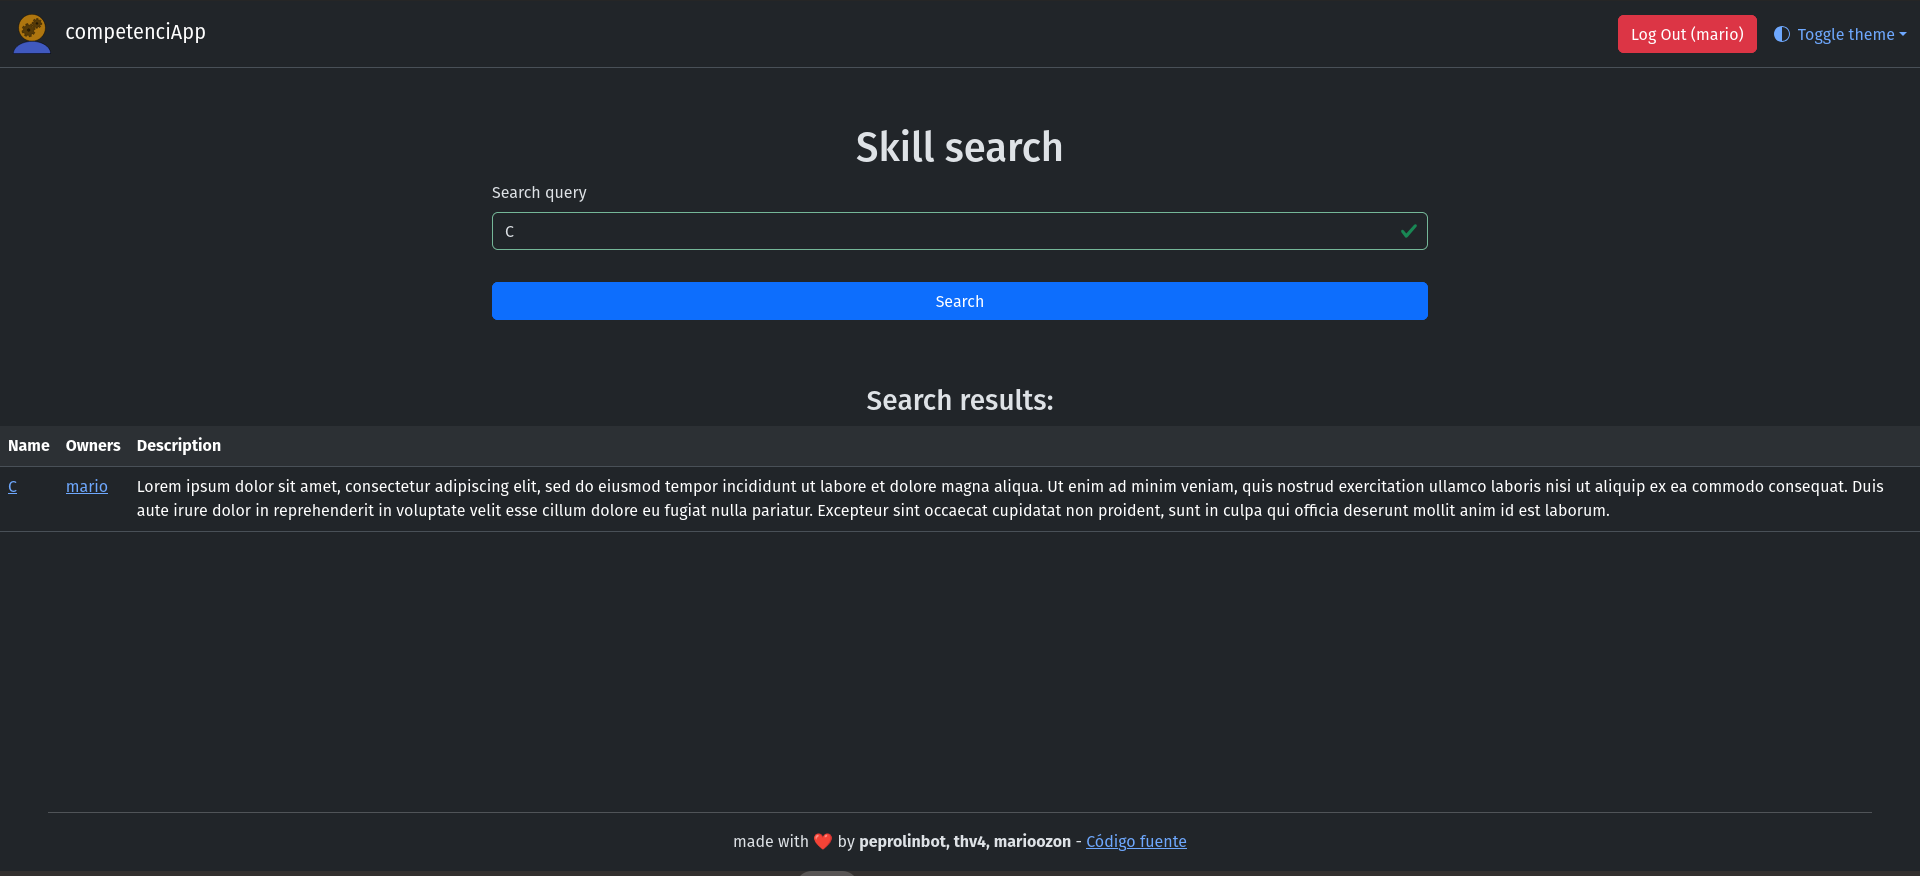 competenciApp
Log Out (mario)
Toggle theme
Skill search
Search query
C
Search
Search results:
Name Owners Description
C mario Lorem ipsum dolor sit amet, consectetur adipiscing elit, sed do eiusmod tempor incididunt ut labore et dolore magna aliqua. Ut enim ad minim veniam, quis nostrud exercitation ullamco laboris nisi ut aliquip ex ea commodo consequat. Duis
aute irure dolor in reprehenderit in voluptate velit esse cillum dolore eu fugiat nulla pariatur. Excepteur sint occaecat cupidatat non proident, sunt in culpa qui officia deserunt mollit anim id est laborum.
made with ❤️ by peprolinbot, thv4, marioozon - Código fuente